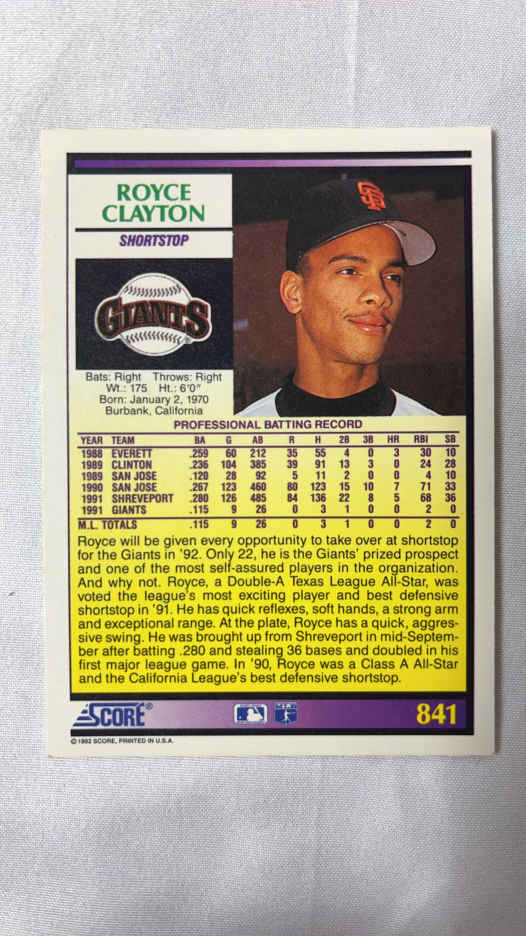 ROYCE
CLAYTON
SHORTSTOP
SF
GIANTS
Bats: Right Throws: Right
Wt.: 175 Ht.: 6'0"
Born: January 2, 1970
Burbank, California
PROFESSIONAL BATTING RECORD
YEAR TEAM BA G AB R H 2B 3B HR RBI SB
1988 EVERETT .259 60 212 35 55 4 0 3 30 10
1989 CLINTON .236 104 385 39 91 13 3 0 24 28
1989 SAN JOSE .120 28 92 5 11 2 0 0 4 10
1990 SAN JOSE .267 123 460 80 123 15 10 7 71 33
1991 SHREVEPORT .280 126 485 84 136 22 8 5 68 36
1991 GIANTS .115 9 26 0 3 1 0 0 2 0
M.L. TOTALS .115 9 26 0 3 1 0 0 2 0
Royce will be given every opportunity to take over at shortstop
for the Giants in '92. Only 22, he is the Giants' prized prospect
and one of the most self-assured players in the organization.
And why not. Royce, a Double-A Texas League All-Star, was
voted the league's most exciting player and best defensive
shortstop in '91. He has quick reflexes, soft hands, a strong arm
and exceptional range. At the plate, Royce has a quick, aggres-
sive swing. He was brought up from Shreveport in mid-Septem-
ber after batting .280 and stealing 36 bases and doubled in his
first major league game. In '90, Royce was a Class A All-Star
and the California League's best defensive shortstop.
SCORE® 841
© 1992 SCORE, PRINTED IN U.S.A.